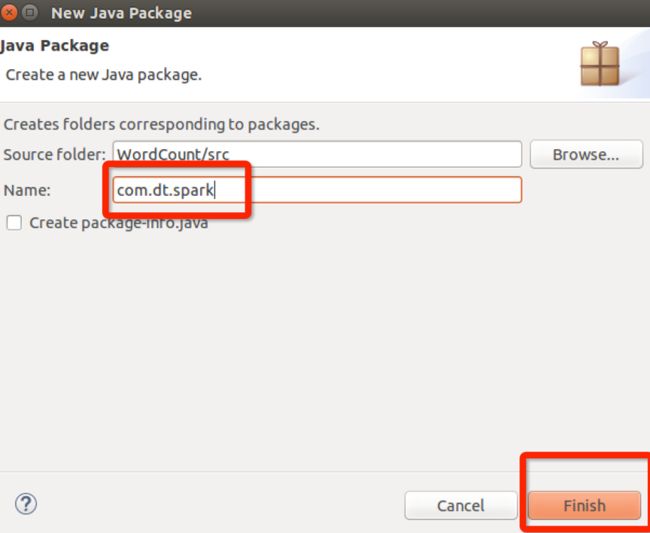 New Java Package
Java Package
Create a new Java package.
Creates folders corresponding to packages.
Source folder: WordCount/src Browse...
Name: com.dt.spark
Create package-info.java
? Cancel Finish